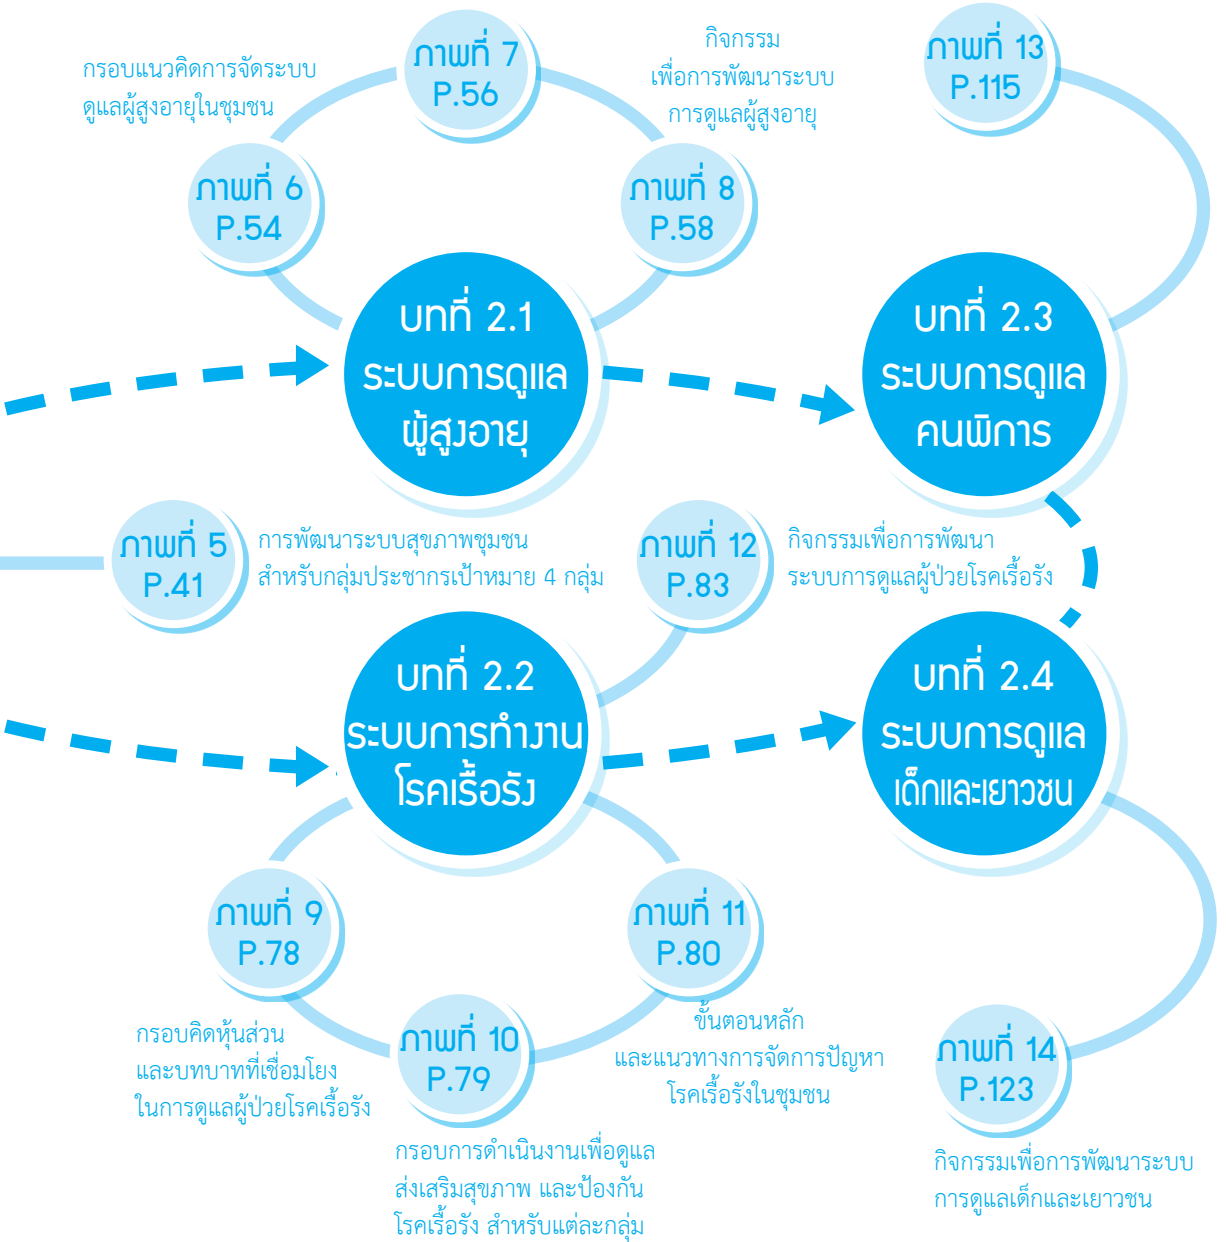 ภาพที่ 7
P.56
กรอบแนวคิดการจัดระบบ
ดูแลผู้สูงอายุในชุมชน
กิจกรรม
เพื่อการพัฒนาระบบ
การดูแลผู้สูงอายุ
ภาพที่ 13
P.115
ภาพที่ 6
P.54
ภาพที่ 8
P.58
บทที่ 2.1
ระบบการดูแล
ผู้สูงอายุ
บทที่ 2.3
ระบบการดูแล
คนพิการ
ภาพที่ 5
P.41
การพัฒนาระบบสุขภาพชุมชน
สำหรับกลุ่มประชากรเป้าหมาย 4 กลุ่ม
ภาพที่ 12
P.83
กิจกรรมเพื่อการพัฒนา
ระบบการดูแลผู้ป่วยโรคเรื้อรัง
บทที่ 2.2
ระบบการทำงาน
โรคเรื้อรัง
บทที่ 2.4
ระบบการดูแล
เด็กและเยาวชน
ภาพที่ 9
P.78
ภาพที่ 11
P.80
กรอบคิดหุ้นส่วน
และบทบาทที่เชื่อมโยง
ในการดูแลผู้ป่วยโรคเรื้อรัง
ภาพที่ 10
P.79
ขั้นตอนหลัก
และแนวทางการจัดการปัญหา
โรคเรื้อรังในชุมชน
ภาพที่ 14
P.123
กรอบการดำเนินงานเพื่อดูแล
ส่งเสริมสุขภาพ และป้องกัน
โรคเรื้อรัง สำหรับแต่ละกลุ่ม
กิจกรรมเพื่อการพัฒนาระบบ
การดูแลเด็กและเยาวชน